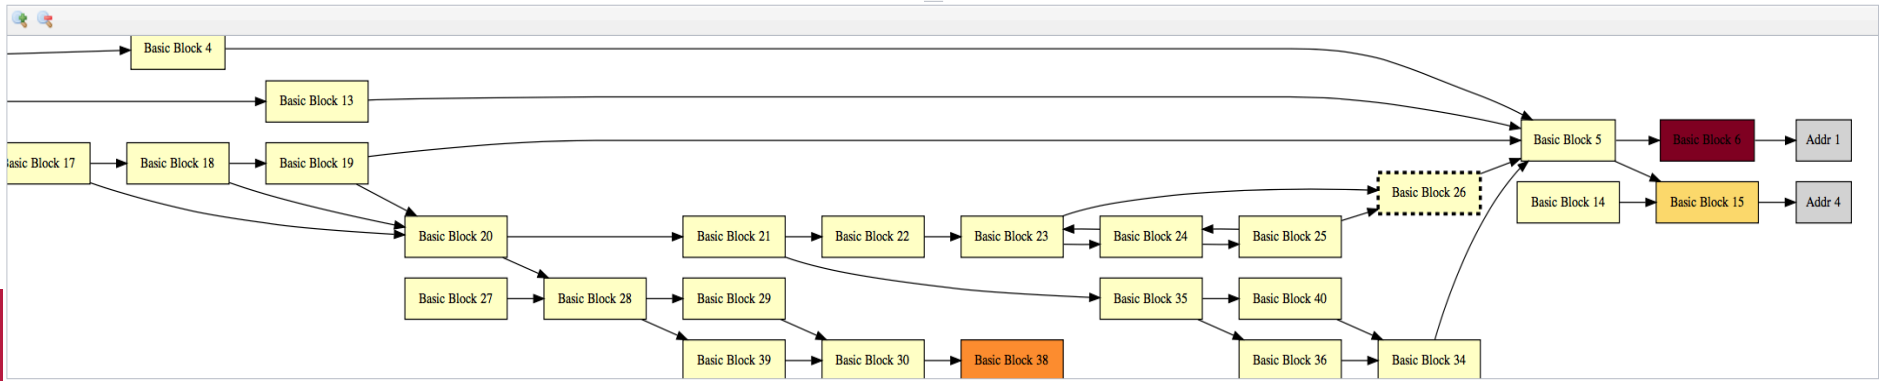 Basic Block 4
Basic Block 13
Basic Block 5
Basic Block 6
Addr 1
Basic Block 17
Basic Block 18
Basic Block 19
Basic Block 26
Basic Block 14
Basic Block 15
Addr 4
Basic Block 20
Basic Block 21
Basic Block 22
Basic Block 23
Basic Block 24
Basic Block 25
Basic Block 27
Basic Block 28
Basic Block 29
Basic Block 35
Basic Block 40
Basic Block 39
Basic Block 30
Basic Block 38
Basic Block 36
Basic Block 34